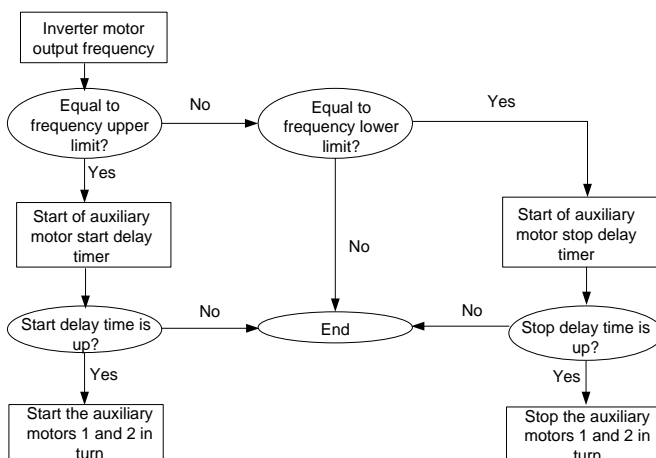 Inverter motor
output frequency
Equal to
frequency upper
limit?
No
Equal to
frequency lower
limit?
Yes
Yes
Start of auxiliary
motor start delay
timer
No
Start of auxiliary
motor stop delay
timer
Start delay time is
up?
No
End
No
Stop delay time is
up?
Yes
Yes
Start the auxiliary
motors 1 and 2 in
turn
Stop the auxiliary
motors 1 and 2 in
turn